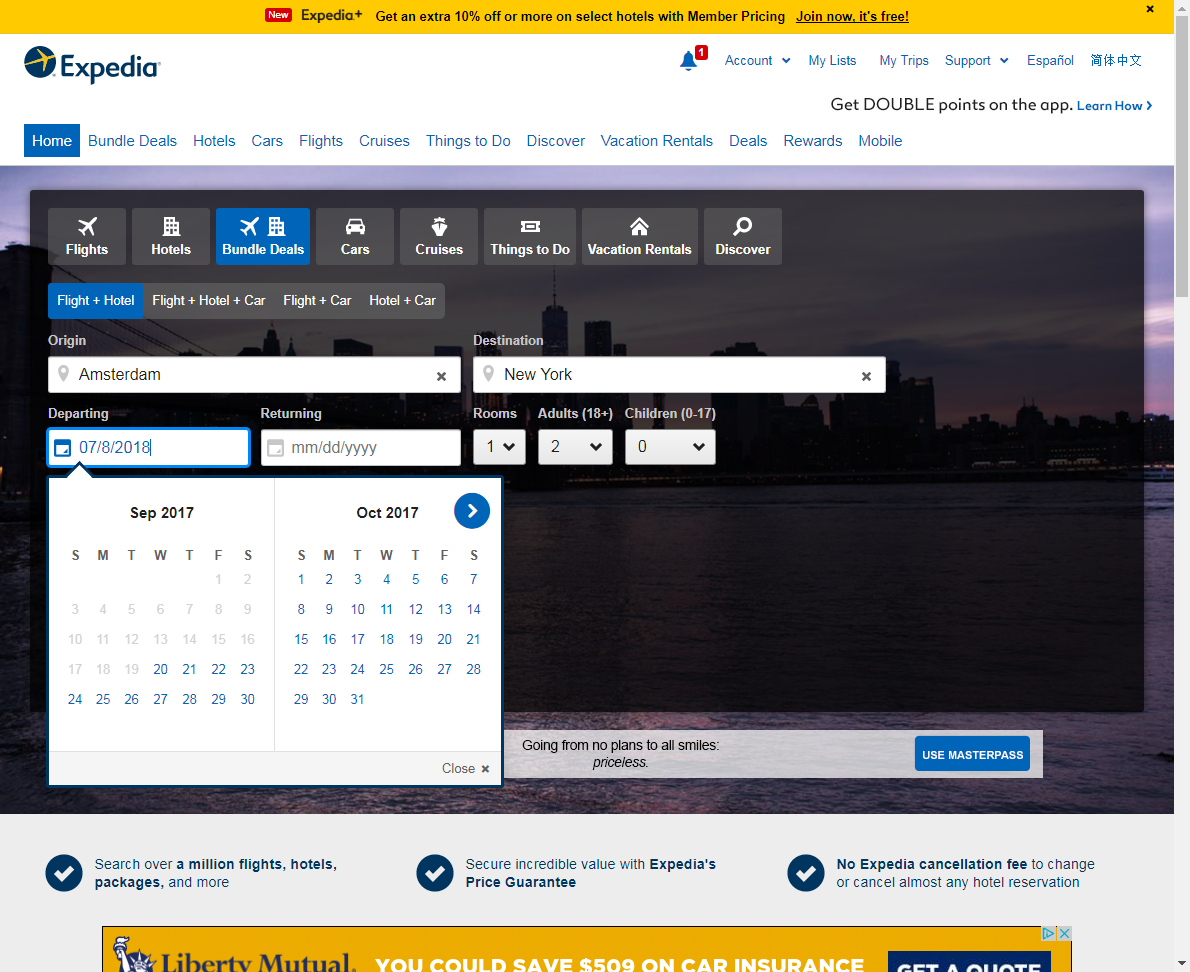 New Expedia+ Get an extra 10% off or more on select hotels with Member Pricing Join now, it's free!
Expedia
1 Account My Lists My Trips Support Español 简体中文
Get DOUBLE points on the app. Learn How
Home Bundle Deals Hotels Cars Flights Cruises Things to Do Discover Vacation Rentals Deals Rewards Mobile
Flights Hotels Bundle Deals Cars Cruises Things to Do Vacation Rentals Discover
Flight + Hotel Flight + Hotel + Car Flight + Car Hotel + Car
Origin Destination
Amsterdam New York
Departing Returning Rooms Adults (18+) Children (0-17)
07/8/2018 mm/dd/yyyy 1 2 0
Sep 2017 Oct 2017
S M T W T F S S M T W T F S
1 2 1 2 3 4 5 6 7
3 4 5 6 7 8 9 8 9 10 11 12 13 14
10 11 12 13 14 15 16 15 16 17 18 19 20 21
17 18 19 20 21 22 23 22 23 24 25 26 27 28
24 25 26 27 28 29 30 29 30 31
Close
Going from no plans to all smiles:
priceless.
USE MASTERPASS
Search over a million flights, hotels,
packages, and more
Secure incredible value with Expedia's
Price Guarantee
No Expedia cancellation fee to change
or cancel almost any hotel reservation
Liberty Mutual. YOU COULD SAVE $509 ON CAR INSURANCE GET A QUOTE